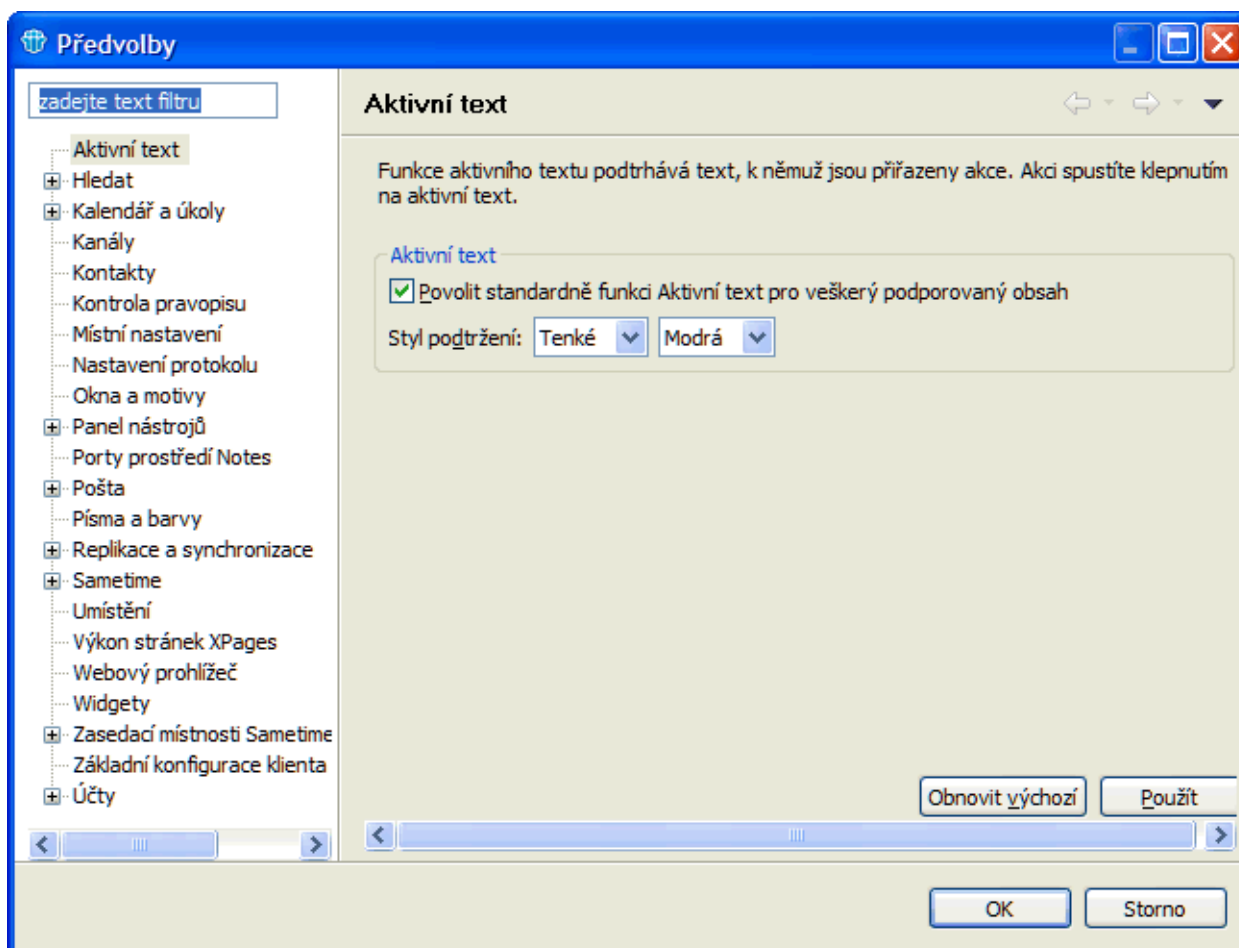 Předvolby
zadejte text filtru
Aktivní text
Hledat
Kalendář a úkoly
Kanály
Kontakty
Kontrola pravopisu
Místní nastavení
Nastavení protokolu
Okna a motivy
Panel nástrojů
Porty prostředí Notes
Pošta
Písma a barvy
Replikace a synchronizace
Sametime
Umístění
Výkon stránek XPages
Webový prohlížeč
Widgety
Zasedací místnosti Sametime
Základní konfigurace klienta
Účty
Aktivní text
Funkce aktivního textu podtrhává text, k němuž jsou přiřazeny akce. Akci spustíte klepnutím
na aktivní text.
Aktivní text
Povolit standardně funkci Aktivní text pro veškerý podporovaný obsah
Styl podtržení: Tenké Modrá
Obnovit výchozí Použít
OK Storno